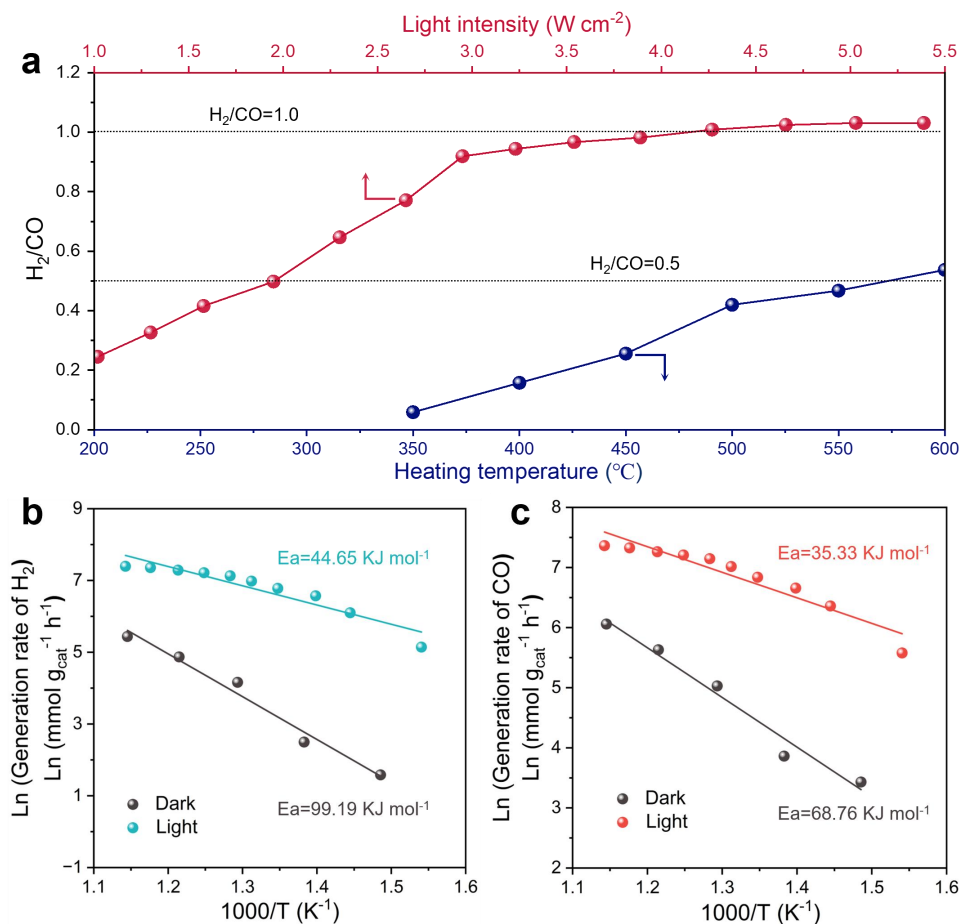 Light intensity (W cm⁻²)
1.0 1.5 2.0 2.5 3.0 3.5 4.0 4.5 5.0 5.5
a
H₂/CO
1.2
1.0
0.8
0.6
0.4
0.2
0.0
H₂/CO=1.0
H₂/CO=0.5
200 250 300 350 400 450 500 550 600
Heating temperature (℃)
b
Ln (Generation rate of H₂)
Ln (mmol g_cat⁻¹ h⁻¹)
9
7
5
3
1
−1
Ea=44.65 KJ mol⁻¹
Dark
Light
Ea=99.19 KJ mol⁻¹
1.1 1.2 1.3 1.4 1.5 1.6
1000/T (K⁻¹)
c
Ln (Generation rate of CO)
Ln (mmol g_cat⁻¹ h⁻¹)
8
7
6
5
4
3
2
Ea=35.33 KJ mol⁻¹
Dark
Light
Ea=68.76 KJ mol⁻¹
1.1 1.2 1.3 1.4 1.5 1.6
1000/T (K⁻¹)